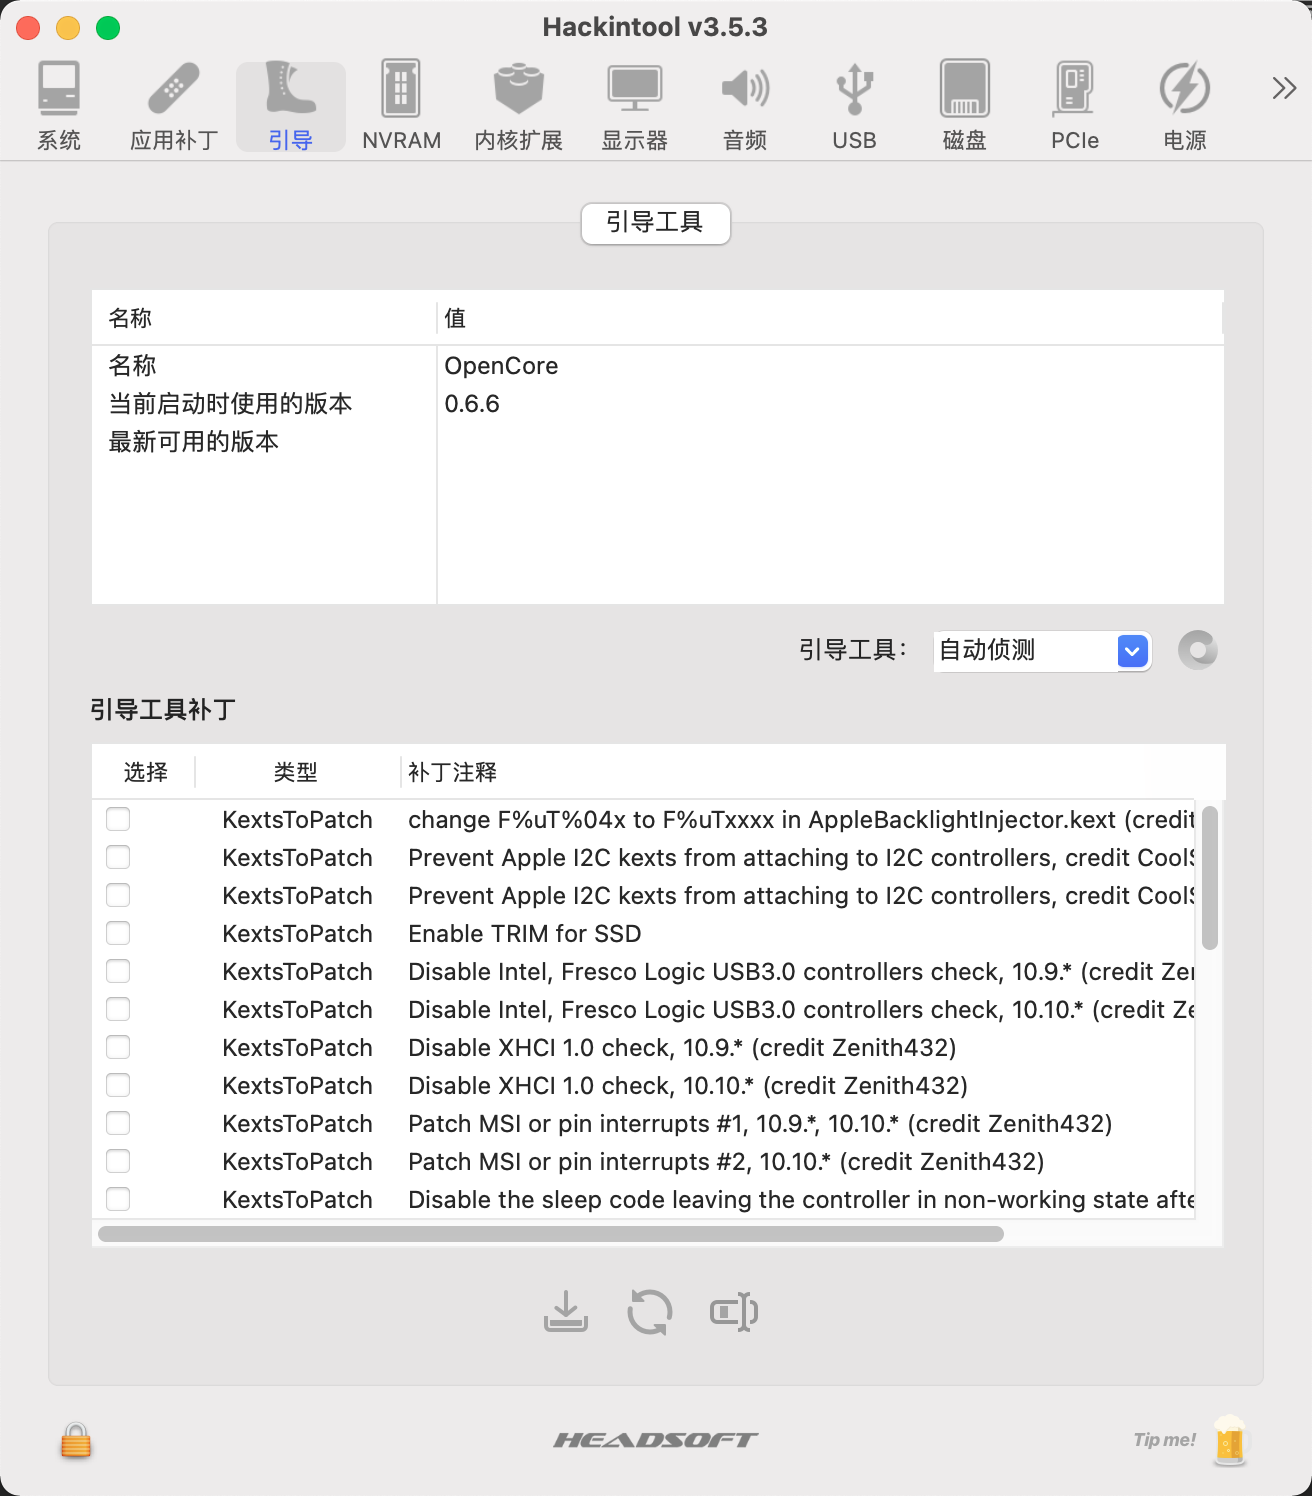 Hackintool v3.5.3
系统 应用补丁 引导 NVRAM 内核扩展 显示器 音频 USB 磁盘 PCIe 电源
引导工具
名称 值
名称 OpenCore
当前启动时使用的版本 0.6.6
最新可用的版本
引导工具： 自动侦测
引导工具补丁
选择 类型 补丁注释
KextsToPatch change F%uT%04x to F%uTxxxx in AppleBacklightInjector.kext (credit
KextsToPatch Prevent Apple I2C kexts from attaching to I2C controllers, credit Cool
KextsToPatch Prevent Apple I2C kexts from attaching to I2C controllers, credit Cool
KextsToPatch Enable TRIM for SSD
KextsToPatch Disable Intel, Fresco Logic USB3.0 controllers check, 10.9.* (credit Ze
KextsToPatch Disable Intel, Fresco Logic USB3.0 controllers check, 10.10.* (credit Ze
KextsToPatch Disable XHCI 1.0 check, 10.9.* (credit Zenith432)
KextsToPatch Disable XHCI 1.0 check, 10.10.* (credit Zenith432)
KextsToPatch Patch MSI or pin interrupts #1, 10.9.*, 10.10.* (credit Zenith432)
KextsToPatch Patch MSI or pin interrupts #2, 10.10.* (credit Zenith432)
KextsToPatch Disable the sleep code leaving the controller in non-working state afte
HEADSOFT
Tip me!